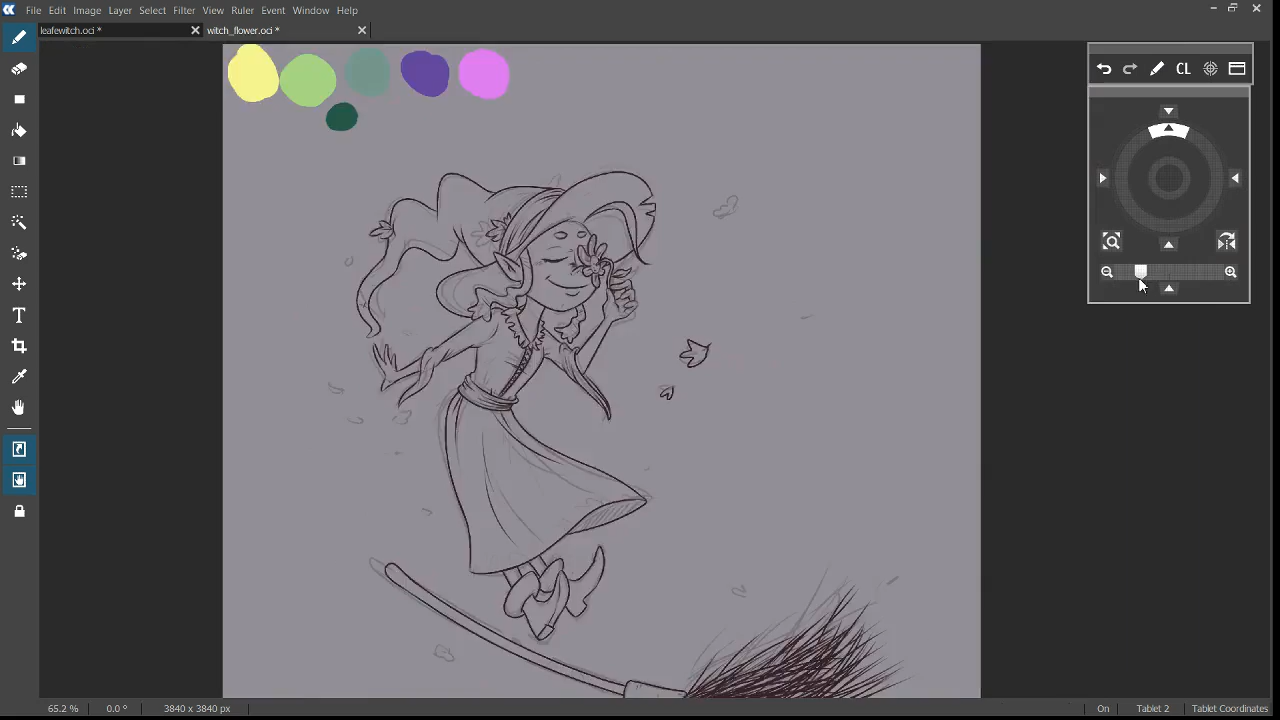 File Edit Image Layer Select Filter View Ruler Event Window Help
leafewitch.oci * witch_flower.oci *
CL
T
65.2 % 0.0 ° 3840 x 3840 px On Tablet 2 Tablet Coordinates